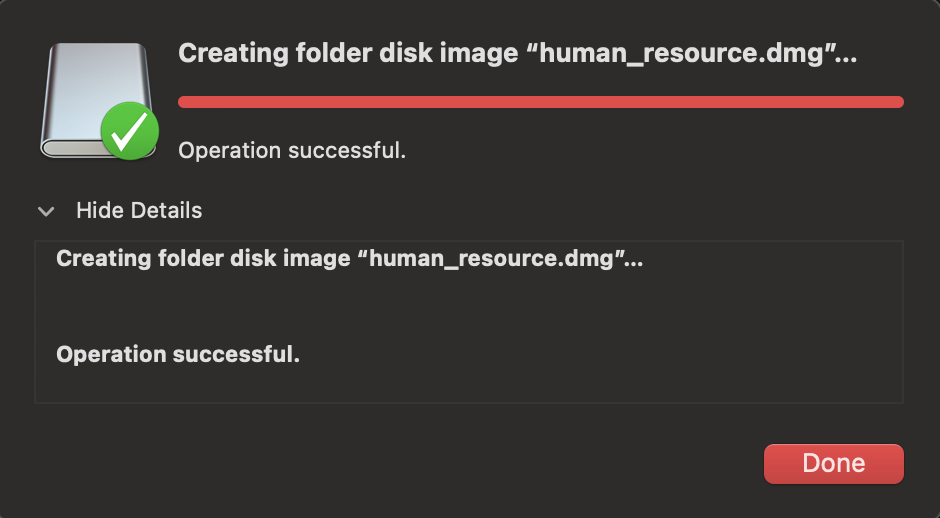 Creating folder disk image “human_resource.dmg”...
Operation successful.
Hide Details
Creating folder disk image “human_resource.dmg”...
Operation successful.
Done